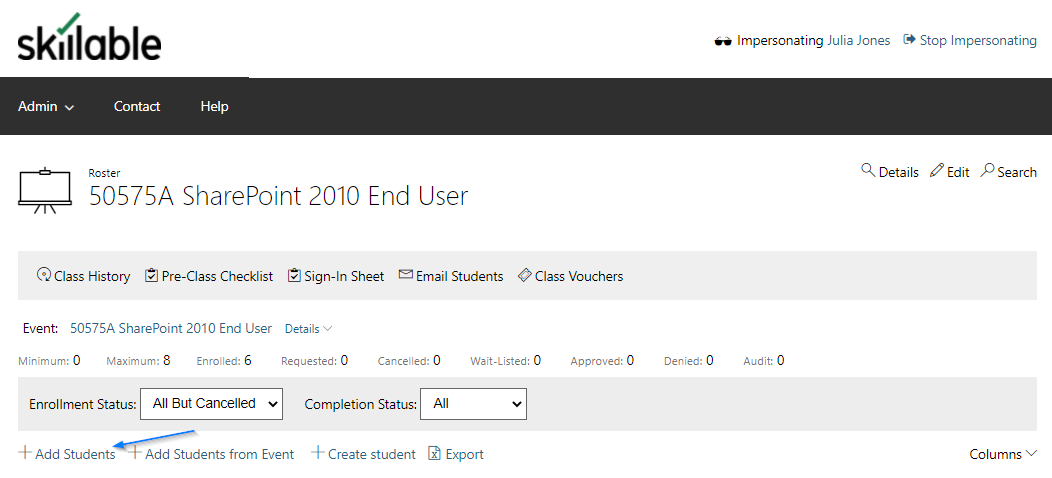 skillable
Impersonating Julia Jones Stop Impersonating
Admin Contact Help
Roster
50575A SharePoint 2010 End User
Details Edit Search
Class History Pre-Class Checklist Sign-In Sheet Email Students Class Vouchers
Event: 50575A SharePoint 2010 End User Details
Minimum: 0 Maximum: 8 Enrolled: 6 Requested: 0 Cancelled: 0 Wait-Listed: 0 Approved: 0 Denied: 0 Audit: 0
Enrollment Status: All But Cancelled Completion Status: All
Add Students Add Students from Event Create student Export Columns